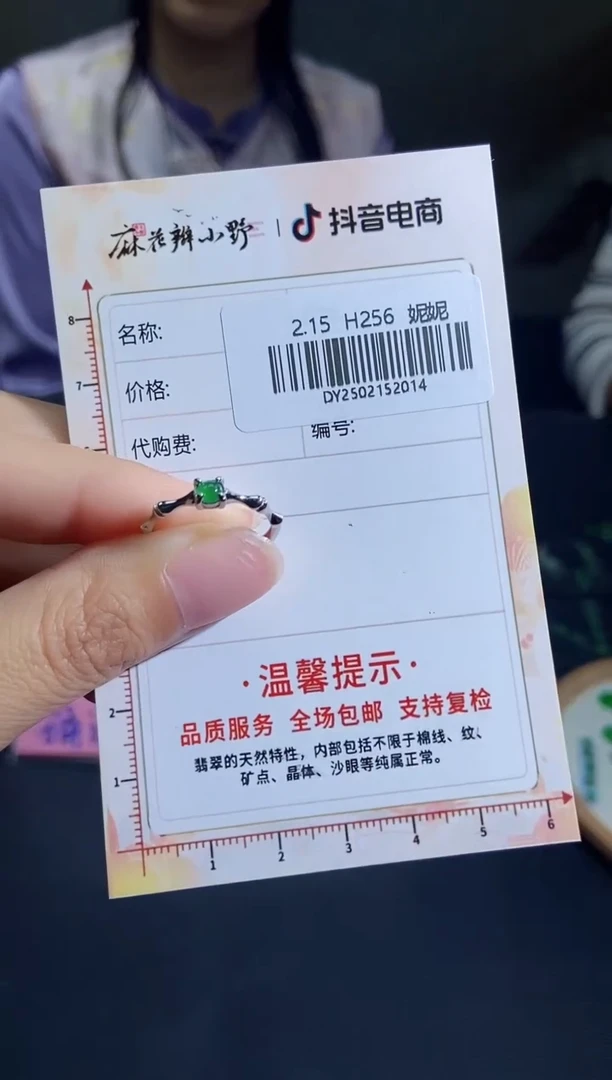 麻花辫小野 | 抖音电商
名称:
2.15 H256 妮妮
DY2502152014
价格:
代购费:
编号:
·温馨提示·
品质服务 全场包邮 支持复检
翡翠的天然特性，内部包括不限于棉线、纹、
矿点、晶体、沙眼等纯属正常。
8
7
2
1
1 2 3 4 5 6